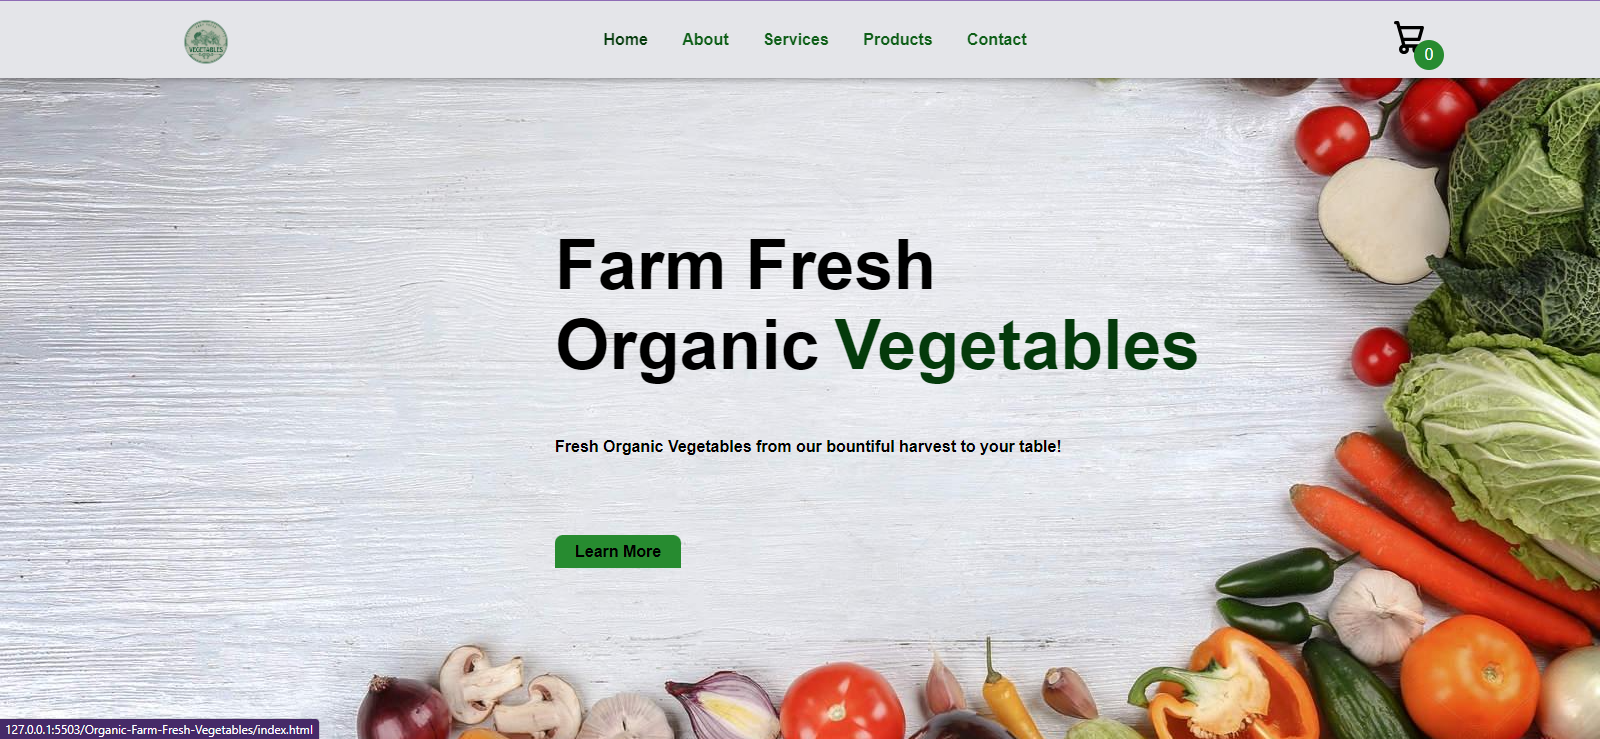 VEGETABLES
Home About Services Products Contact
0
Farm Fresh
Organic Vegetables
Fresh Organic Vegetables from our bountiful harvest to your table!
Learn More
127.0.0.1:5503/Organic-Farm-Fresh-Vegetables/index.html